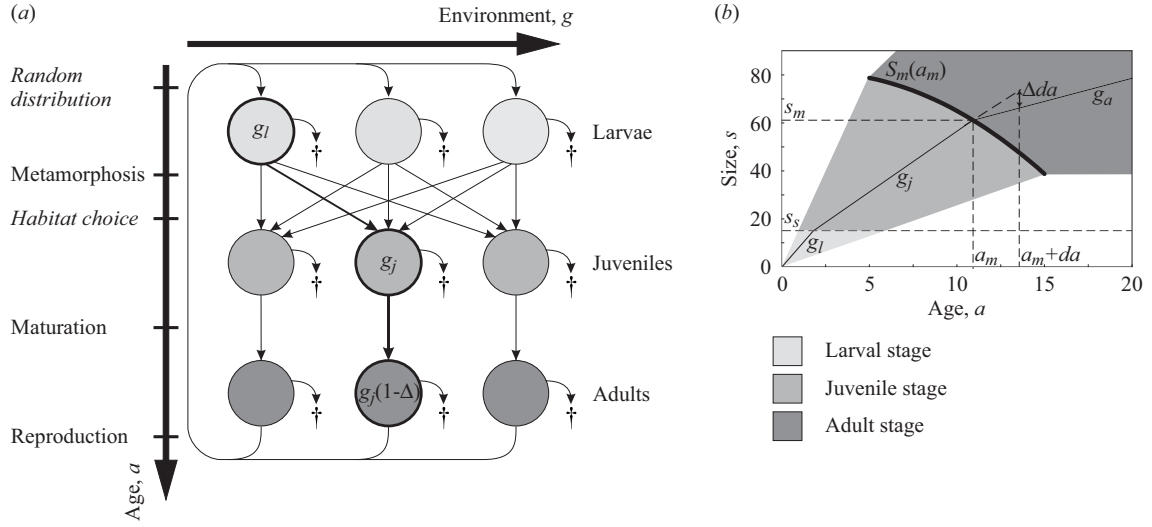 (a)
Environment, g
Random
distribution
g_l
†
†
†
Larvae
Metamorphosis
Habitat choice
g_j
†
†
†
Juveniles
Maturation
g_j(1-Δ)
†
†
†
Adults
Reproduction
Age, a
(b)
80
60
40
20
0
Size, s
s_m
s_s
S_m(a_m)
Δda
g_a
g_j
g_l
a_m
a_m+da
0
5
10
15
20
Age, a
Larval stage
Juvenile stage
Adult stage